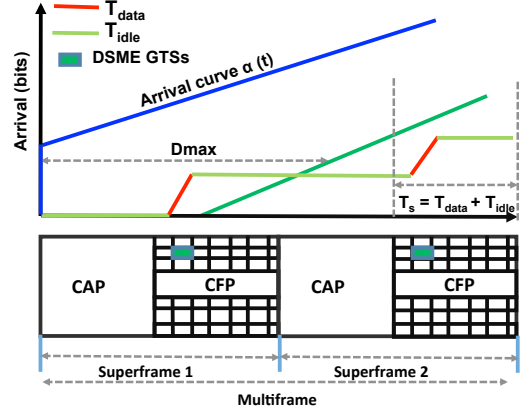 T_data
T_idle
DSME GTSs
Arrival (bits)
Arrival curve α (t)
Dmax
T_s = T_data + T_idle
CAP
CFP
CAP
CFP
Superframe 1
Superframe 2
Multiframe